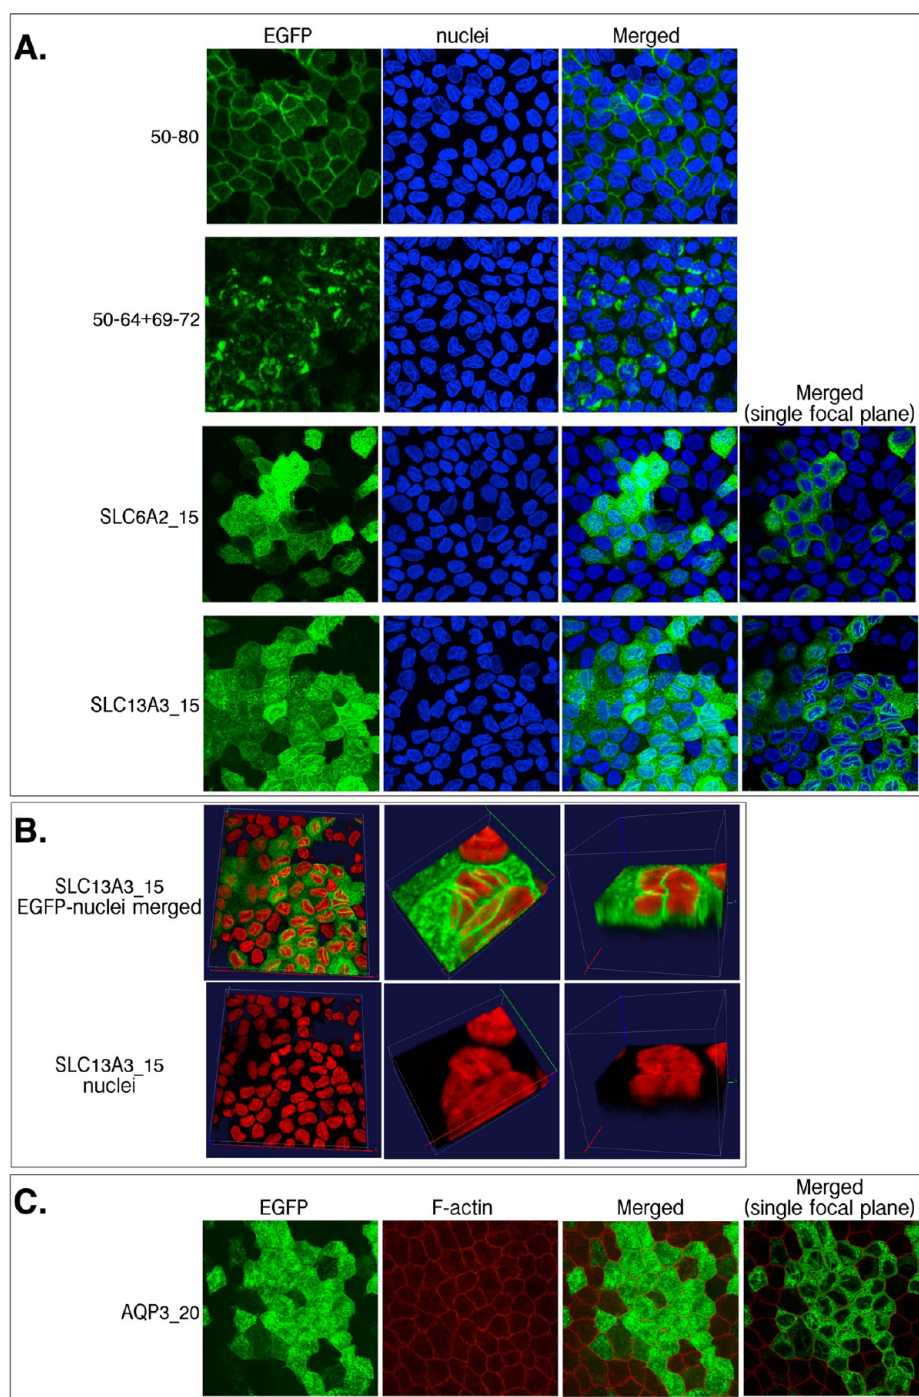 A.
EGFP nuclei Merged
50-80
50-64+69-72
Merged
(single focal plane)
SLC6A2_15
SLC13A3_15
B.
SLC13A3_15
EGFP-nuclei merged
SLC13A3_15
nuclei
C.
EGFP F-actin Merged Merged
(single focal plane)
AQP3_20